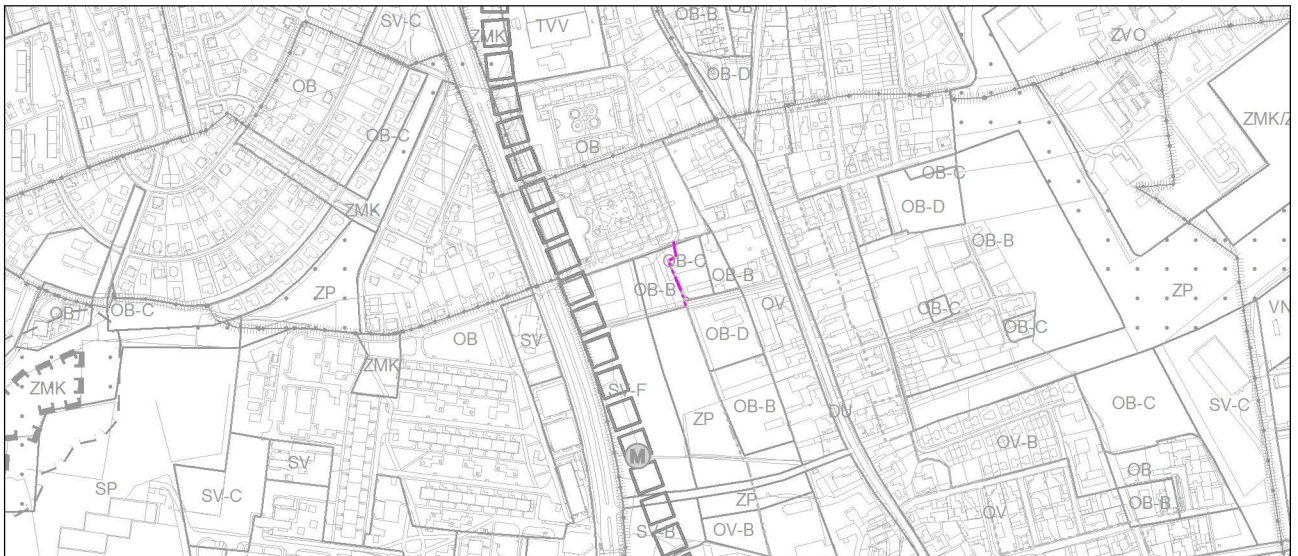 SV-C
ZMK
TVV
OB-B
OB
ZVO
OB-D
OB
OB-C
ZMK/Z
OB
OB-C
OB-D
ZMK
OB-B
OB-C
OB-B
OB-B
ZP
ZP
OV
OB-C
OB-C
VN
OB
OB-C
OB
SV
OB-D
ZMK
ZMK
SV-F
OB-C
SV-C
OB-B
ZP
DU
OV-B
M
SV
OB
SP
SV-C
ZP
OB-B
OV
OV-B